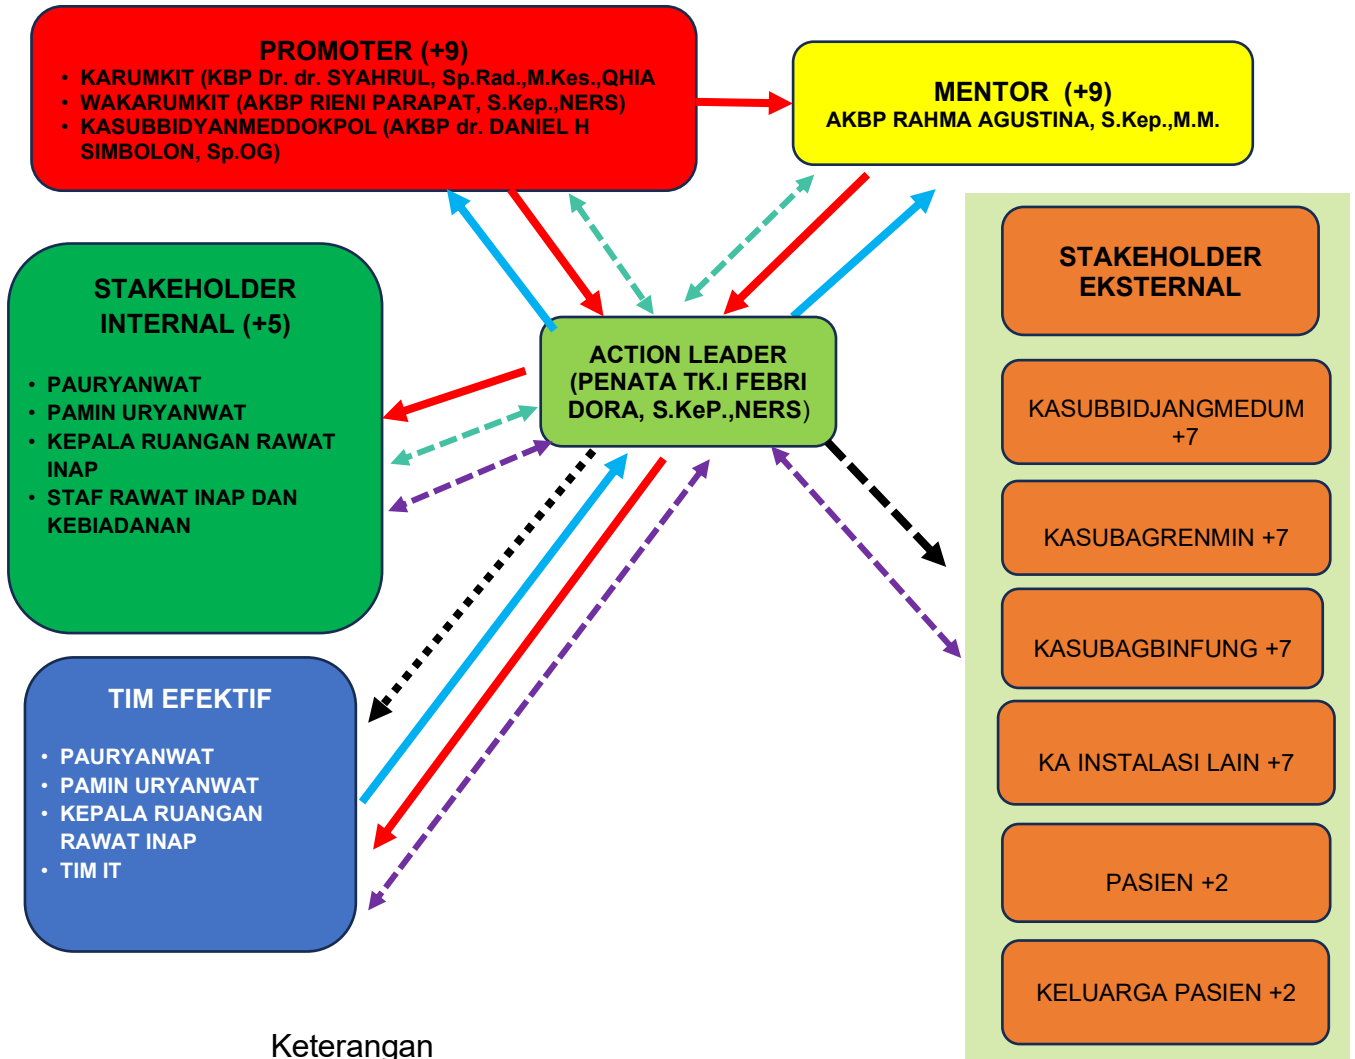 PROMOTER (+9)
• KARUMKIT (KBP Dr. dr. SYAHRUL, Sp.Rad.,M.Kes.,QHIA
• WAKARUMKIT (AKBP RIENI PARAPAT, S.Kep.,NERS)
• KASUBBIDYANMEDDOKPOL (AKBP dr. DANIEL H
SIMBOLON, Sp.OG)
MENTOR (+9)
AKBP RAHMA AGUSTINA, S.Kep.,M.M.
STAKEHOLDER
INTERNAL (+5)
• PAURYANWAT
• PAMIN URYANWAT
• KEPALA RUANGAN RAWAT
INAP
• STAF RAWAT INAP DAN
KEBIADANAN
ACTION LEADER
(PENATA TK.I FEBRI
DORA, S.KeP.,NERS)
STAKEHOLDER
EKSTERNAL
KASUBBIDJANGMEDUM
+7
KASUBAGRENMIN +7
KASUBAGBINFUNG +7
KA INSTALASI LAIN +7
PASIEN +2
KELUARGA PASIEN +2
TIM EFEKTIF
• PAURYANWAT
• PAMIN URYANWAT
• KEPALA RUANGAN
RAWAT INAP
• TIM IT
Keterangan